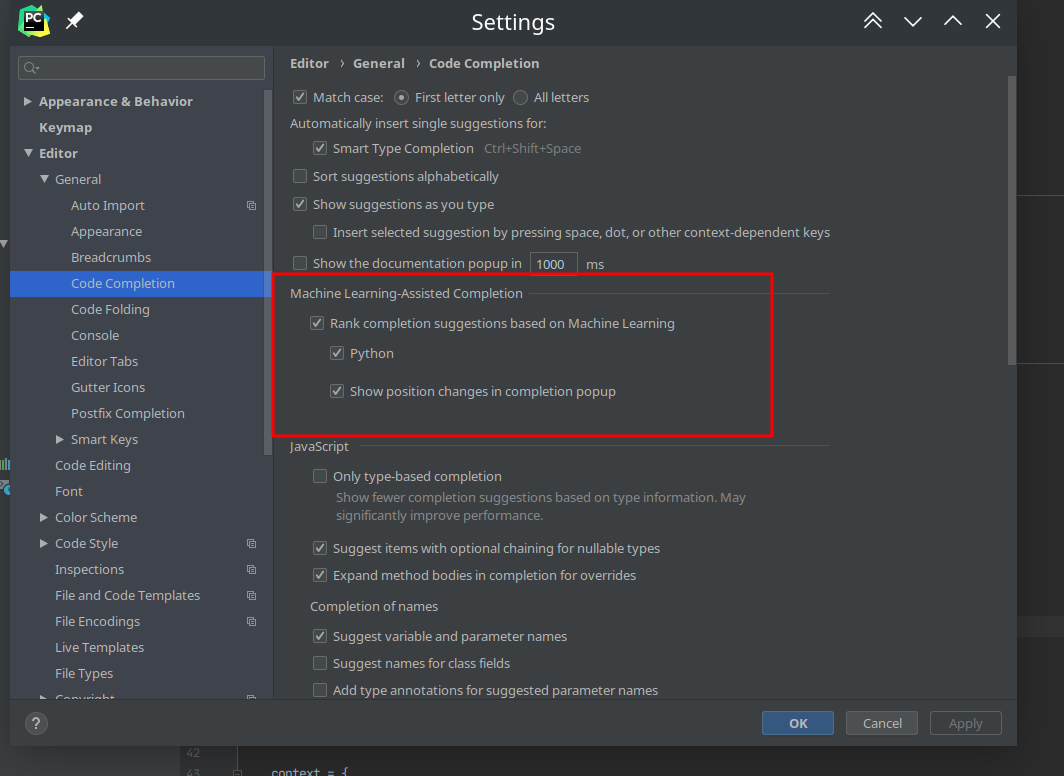 PC
Settings
Editor › General › Code Completion
Appearance & Behavior
Keymap
Editor
General
Auto Import
Appearance
Breadcrumbs
Code Completion
Code Folding
Console
Editor Tabs
Gutter Icons
Postfix Completion
Smart Keys
Code Editing
Font
Color Scheme
Code Style
Inspections
File and Code Templates
File Encodings
Live Templates
File Types
Copyright
Match case: First letter only All letters
Automatically insert single suggestions for:
Smart Type Completion Ctrl+Shift+Space
Sort suggestions alphabetically
Show suggestions as you type
Insert selected suggestion by pressing space, dot, or other context-dependent keys
Show the documentation popup in 1000 ms
Machine Learning-Assisted Completion
Rank completion suggestions based on Machine Learning
Python
Show position changes in completion popup
JavaScript
Only type-based completion
Show fewer completion suggestions based on type information. May
significantly improve performance.
Suggest items with optional chaining for nullable types
Expand method bodies in completion for overrides
Completion of names
Suggest variable and parameter names
Suggest names for class fields
Add type annotations for suggested parameter names
? OK Cancel Apply
42
43 context = {